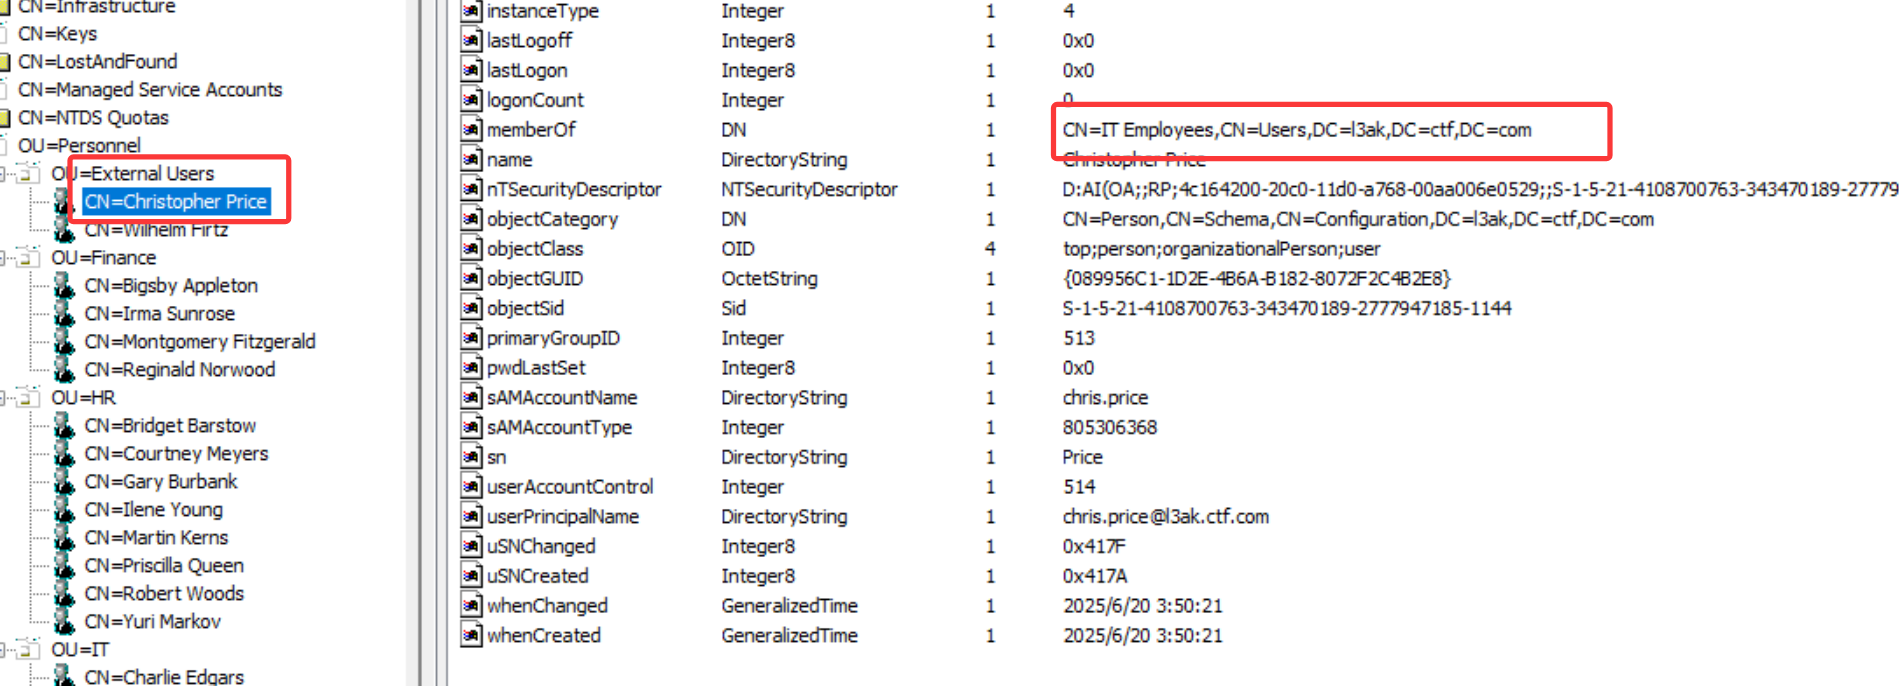 CN=Infrastructure
CN=Keys
CN=LostAndFound
CN=Managed Service Accounts
CN=NTDS Quotas
OU=Personnel
OU=External Users
CN=Christopher Price
CN=Wilhelm Firtz
OU=Finance
CN=Bigsby Appleton
CN=Irma Sunrose
CN=Montgomery Fitzgerald
CN=Reginald Norwood
OU=HR
CN=Bridget Barstow
CN=Courtney Meyers
CN=Gary Burbank
CN=Ilene Young
CN=Martin Kerns
CN=Priscilla Queen
CN=Robert Woods
CN=Yuri Markov
OU=IT
CN=Charlie Edgars
instanceType Integer 1 4
lastLogoff Integer8 1 0x0
lastLogon Integer8 1 0x0
logonCount Integer 1 0
memberOf DN 1 CN=IT Employees,CN=Users,DC=l3ak,DC=ctf,DC=com
name DirectoryString 1 Christopher Price
nTSecurityDescriptor NTSecurityDescriptor 1 D:AI(OA;;RP;4c164200-20c0-11d0-a768-00aa006e0529;;S-1-5-21-4108700763-343470189-27779
objectCategory DN 1 CN=Person,CN=Schema,CN=Configuration,DC=l3ak,DC=ctf,DC=com
objectClass OID 4 top;person;organizationalPerson;user
objectGUID OctetString 1 {089956C1-1D2E-4B6A-B182-8072F2C4B2E8}
objectSid Sid 1 S-1-5-21-4108700763-343470189-2777947185-1144
primaryGroupID Integer 1 513
pwdLastSet Integer8 1 0x0
sAMAccountName DirectoryString 1 chris.price
sAMAccountType Integer 1 805306368
sn DirectoryString 1 Price
userAccountControl Integer 1 514
userPrincipalName DirectoryString 1 chris.price@l3ak.ctf.com
uSNChanged Integer8 1 0x417F
uSNCreated Integer8 1 0x417A
whenChanged GeneralizedTime 1 2025/6/20 3:50:21
whenCreated GeneralizedTime 1 2025/6/20 3:50:21